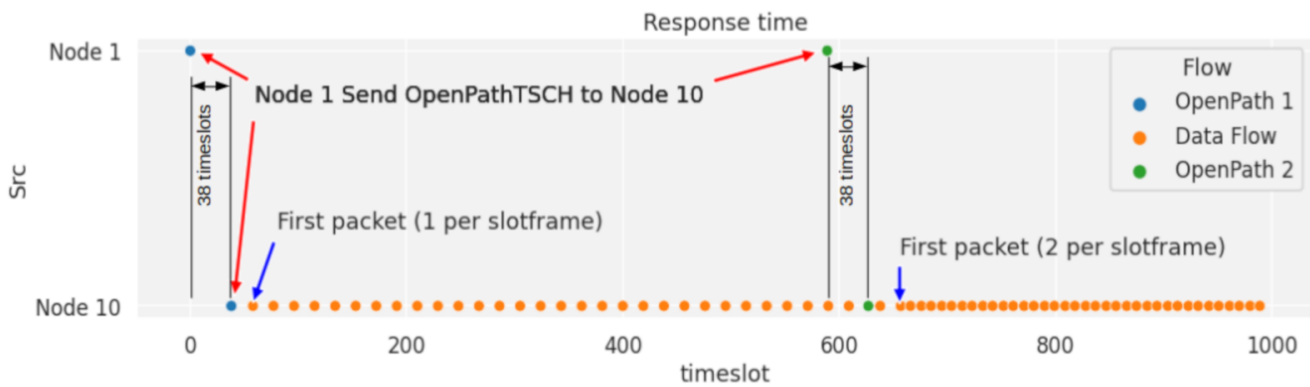 Response time
Node 1
Flow
OpenPath 1
Data Flow
OpenPath 2
Node 1 Send OpenPathTSCH to Node 10
38 timeslots
38 timeslots
Src
First packet (1 per slotframe)
First packet (2 per slotframe)
Node 10
0 200 400 600 800 1000
timeslot